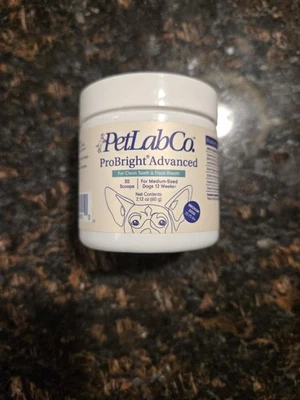 PetLabCo.
ProBright® Advanced
For Clean Teeth & Fresh Breath
Scoops
For Medium-Sized
Dogs 12 Weeks+
Net Contents
2.12 oz (60 g)